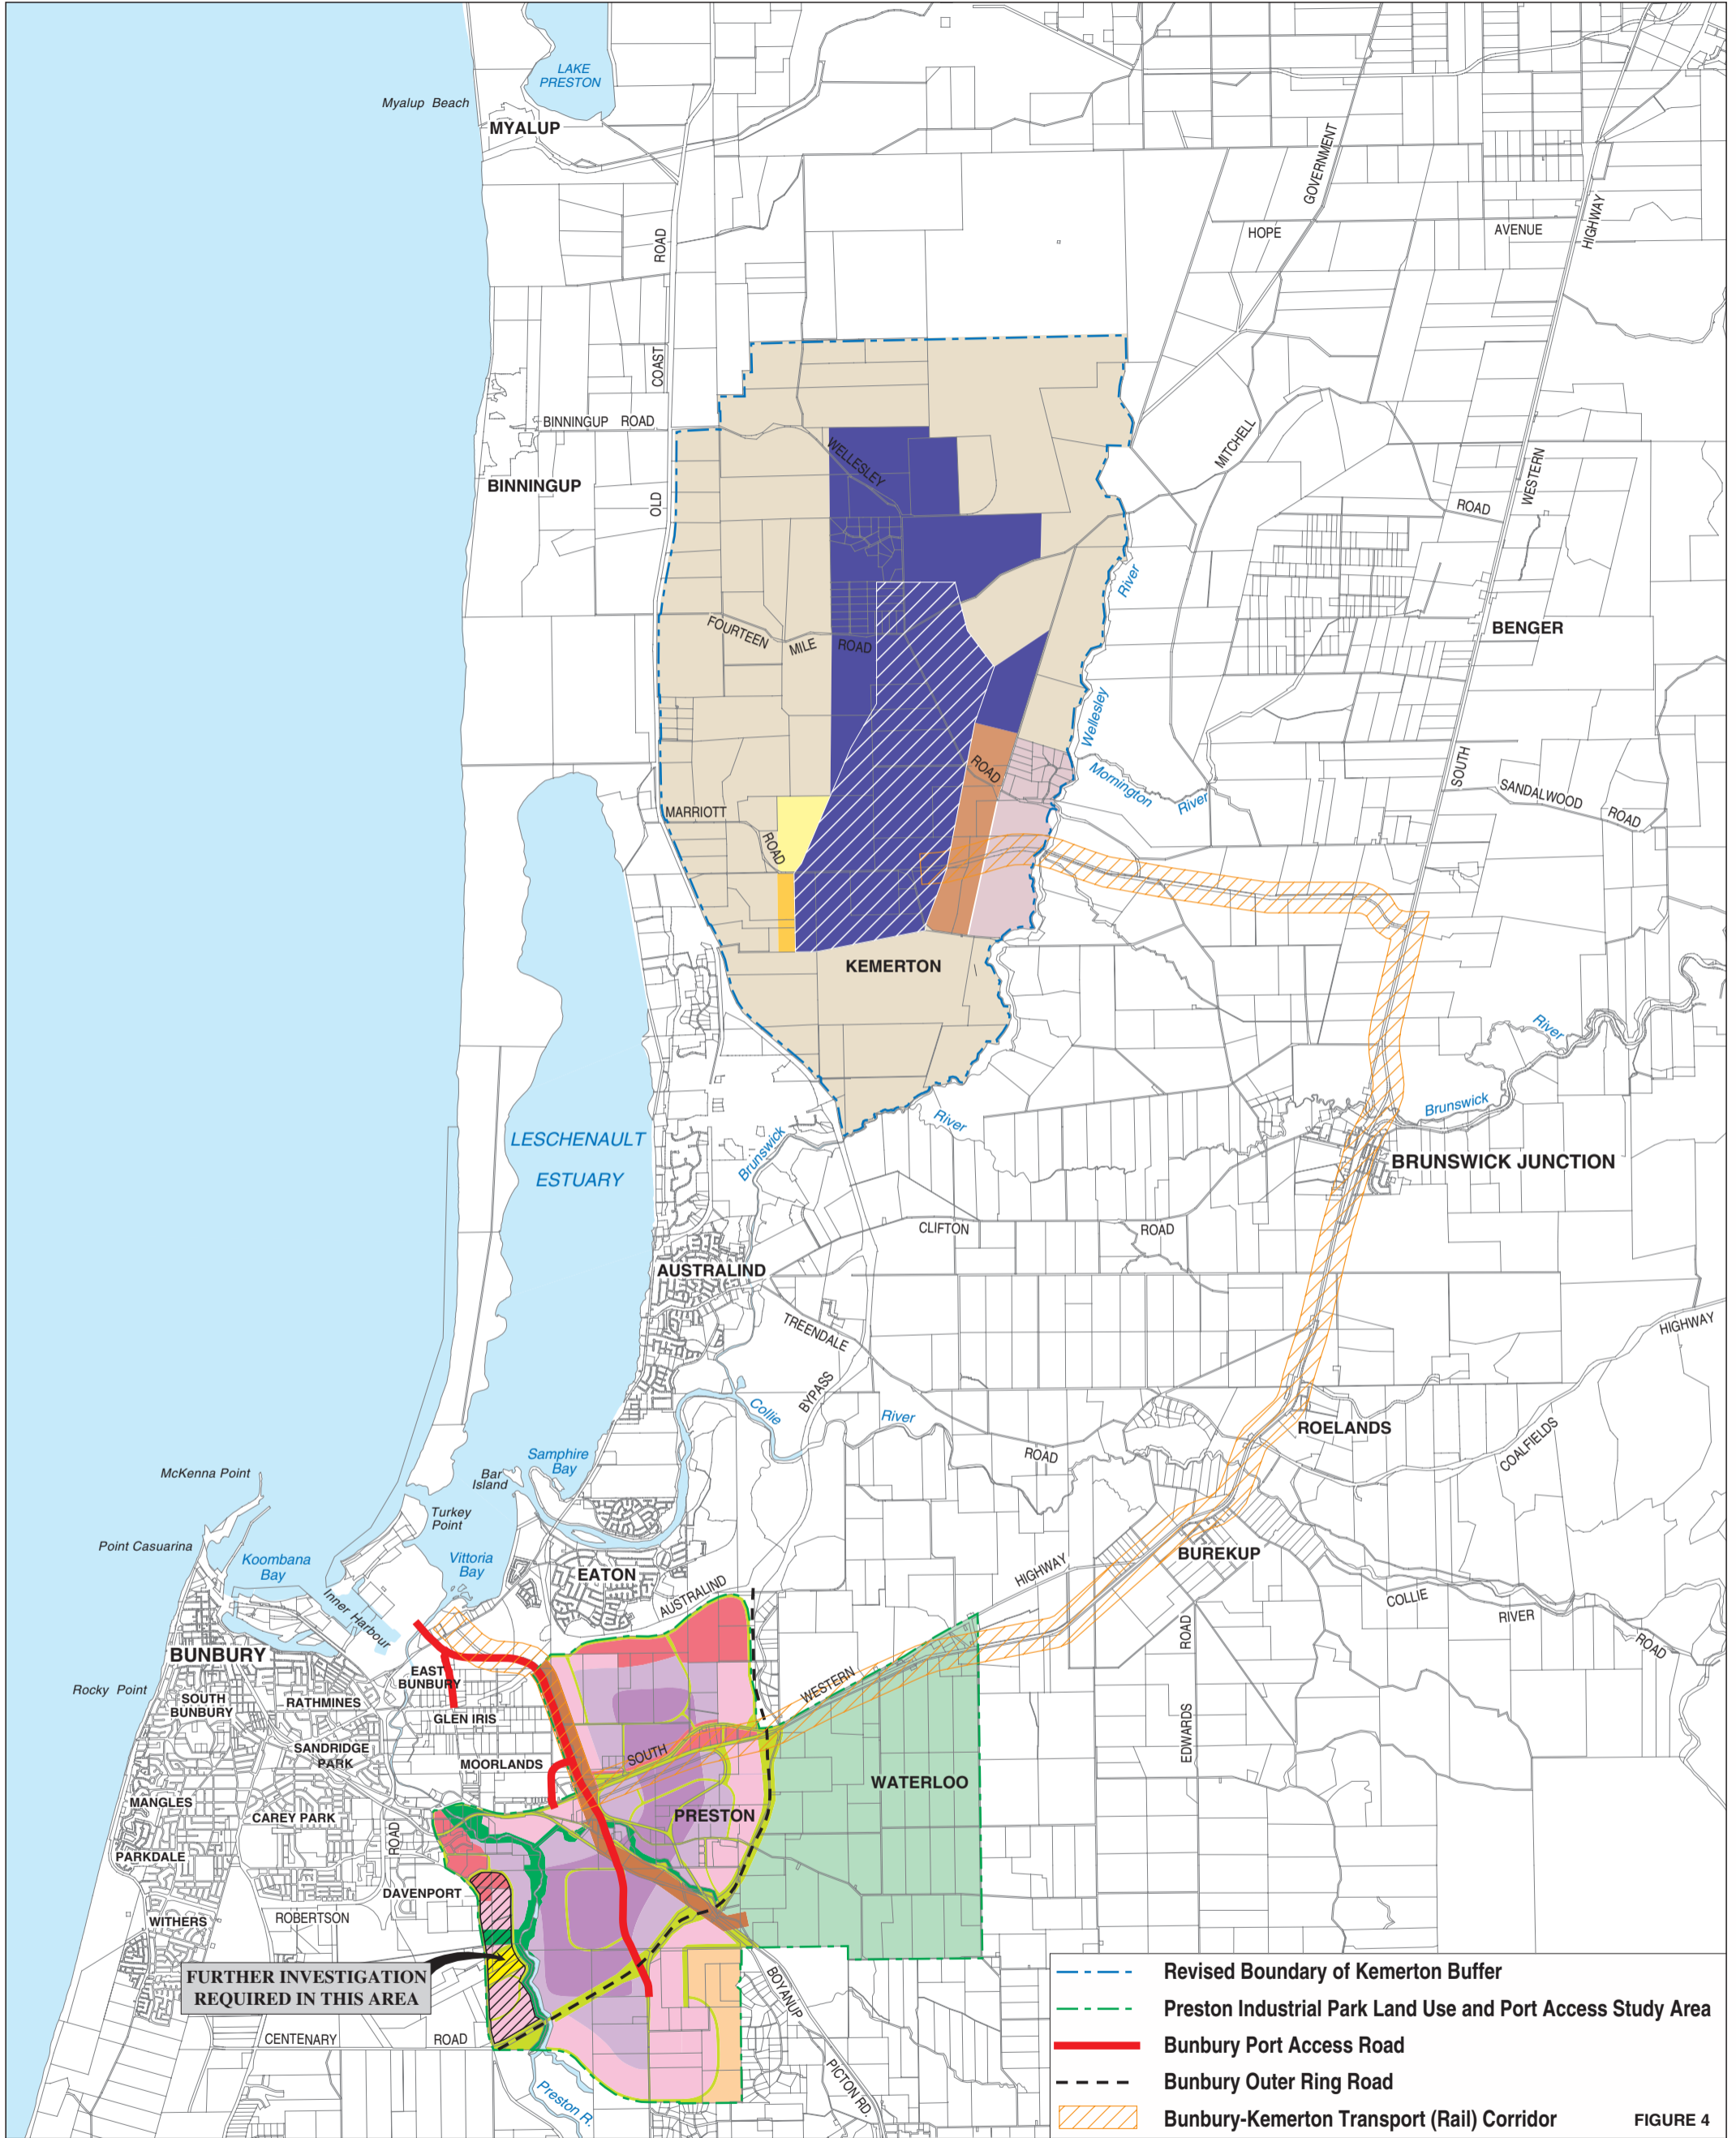 LAKE
PRESTON
Myalup Beach
MYALUP
GOVERNMENT
HIGHWAY
ROAD
HOPE
AVENUE
COAST
BINNINGUP ROAD
WELLESLEY
MITCHELL
WESTERN
BINNINGUP
OLD
ROAD
River
FOURTEEN
MILE
ROAD
BENGER
Wellesley
SOUTH
ROAD
Mornington
River
SANDALWOOD
ROAD
MARRIOTT
ROAD
KEMERTON
River
Brunswick
River
LESCHENAULT
ESTUARY
Brunswick
BRUNSWICK JUNCTION
CLIFTON
ROAD
AUSTRALIND
TREENDALE
HIGHWAY
BYPASS
Collie
River
ROAD
ROELANDS
COALFIELDS
McKenna Point
Samphire
Bay
Bar
Island
Turkey
Point
Point Casuarina
Koombana
Bay
Vittoria
Bay
Inner Harbour
EATON
AUSTRALIND
HIGHWAY
BUREKUP
COLLIE
RIVER
ROAD
BUNBURY
EAST
BUNBURY
ROAD
Rocky Point
SOUTH
BUNBURY
RATHMINES
GLEN IRIS
WESTERN
SANDRIDGE
PARK
MOORLANDS
SOUTH
EDWARDS
WATERLOO
MANGLES
CAREY PARK
PRESTON
ROAD
PARKDALE
DAVENPORT
WITHERS
ROBERTSON
FURTHER INVESTIGATION
REQUIRED IN THIS AREA
BOYANUP
CENTENARY
ROAD
PICTON RD.
Preston R.
Revised Boundary of Kemerton Buffer
Preston Industrial Park Land Use and Port Access Study Area
Bunbury Port Access Road
Bunbury Outer Ring Road
Bunbury-Kemerton Transport (Rail) Corridor
FIGURE 4